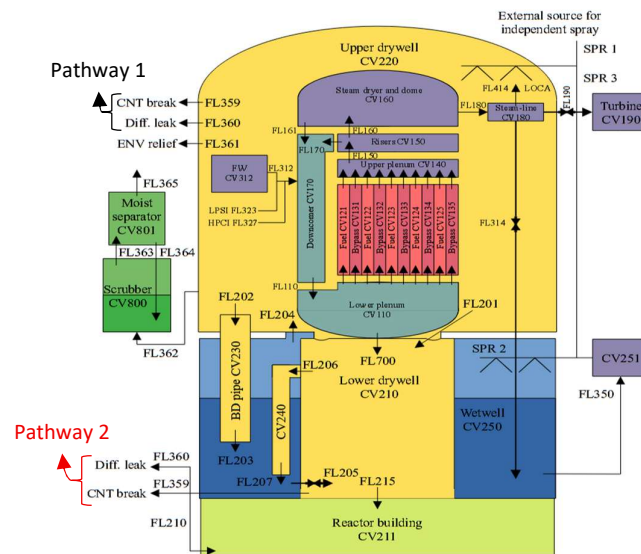 External source for
independent spray
Upper drywell
CV220
SPR 1
SPR 3
Pathway 1
Steam dryer and dome
CV160
FL414
LOCA
FL190
CNT break
FL359
FL180
Steam-line
CV180
Turbine
CV190
Diff. leak
FL360
FL161
FL160
ENV relief
FL361
FL170
Risers CV150
FL150
FW
CV312
FL312
Upper plenum CV140
FL365
Moist
separator
CV801
Downcomer CV170
Fuel CV121
Bypass CV131
Fuel CV122
Bypass CV132
Fuel CV123
Bypass CV133
Fuel CV124
Bypass CV134
Fuel CV125
Bypass CV135
LPSI FL323
HPCI FL327
FL314
FL363
FL364
Scrubber
CV800
FL110
Lower plenum
CV110
FL202
FL201
FL204
FL362
SPR 2
FL700
FL206
CV251
BD pipe CV230
Lower drywell
CV210
FL350
CV240
Wetwell
CV250
Pathway 2
FL360
Diff. leak
FL203
FL205
FL359
FL207
CNT break
FL215
FL210
Reactor building
CV211